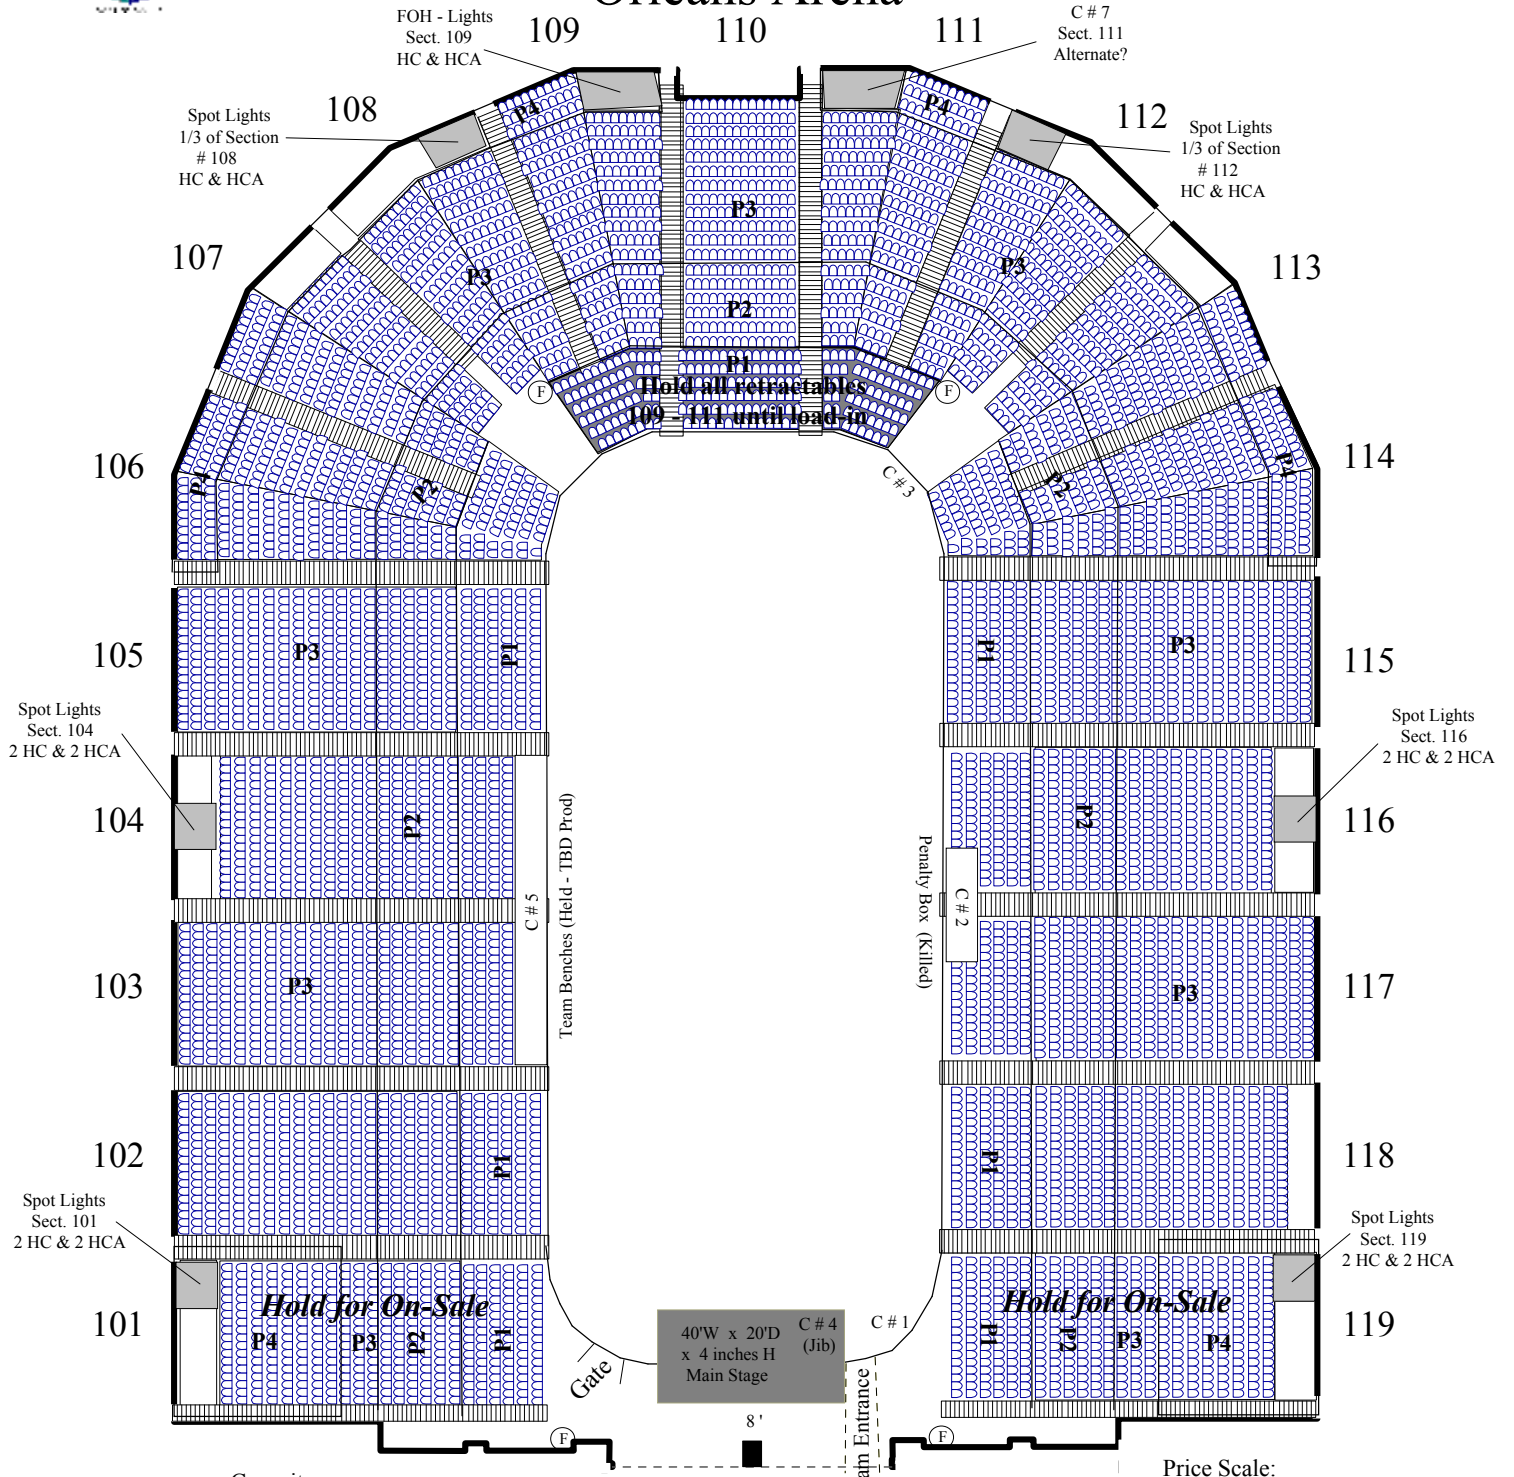 Orleans Arena
FOH - Lights
Sect. 109
HC & HCA
109
110
111
C # 7
Sect. 111
Alternate?
108
Spot Lights
1/3 of Section
# 108
HC & HCA
112
Spot Lights
1/3 of Section
# 112
HC & HCA
107
113
P4
P4
P3
P3
P3
P2
P1
Hold all retractables
109 - 111 until load-in
F
F
106
114
P4
P2
C # 3
P2
P4
105
P3
P1
P1
P3
115
Spot Lights
Sect. 104
2 HC & 2 HCA
Spot Lights
Sect. 116
2 HC & 2 HCA
104
P2
P2
116
C # 5
Team Benches (Held - TBD Prod)
Penalty Box (Killed)
C # 2
103
P3
P3
117
102
P1
P1
118
Spot Lights
Sect. 101
2 HC & 2 HCA
Spot Lights
Sect. 119
2 HC & 2 HCA
101
Hold for On-Sale
P4
P3
P2
P1
Hold for On-Sale
P1
P2
P3
P4
119
Gate
40'W x 20'D
x 4 inches H
Main Stage
C # 4
(Jib)
C # 1
8 '
Entrance
F
F
Price Scale: